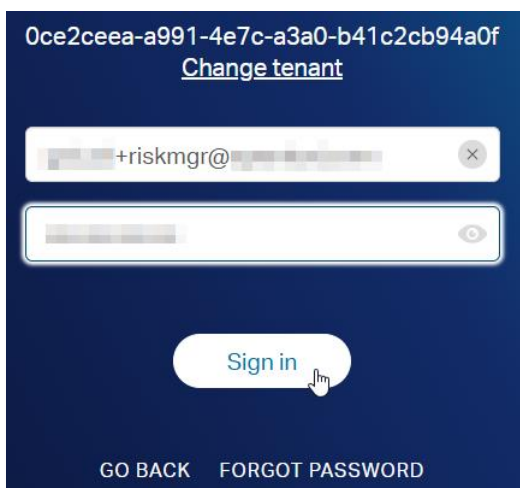 0ce2ceea-a991-4e7c-a3a0-b41c2cb94a0f
Change tenant
+riskmgr@
Sign in
GO BACK FORGOT PASSWORD